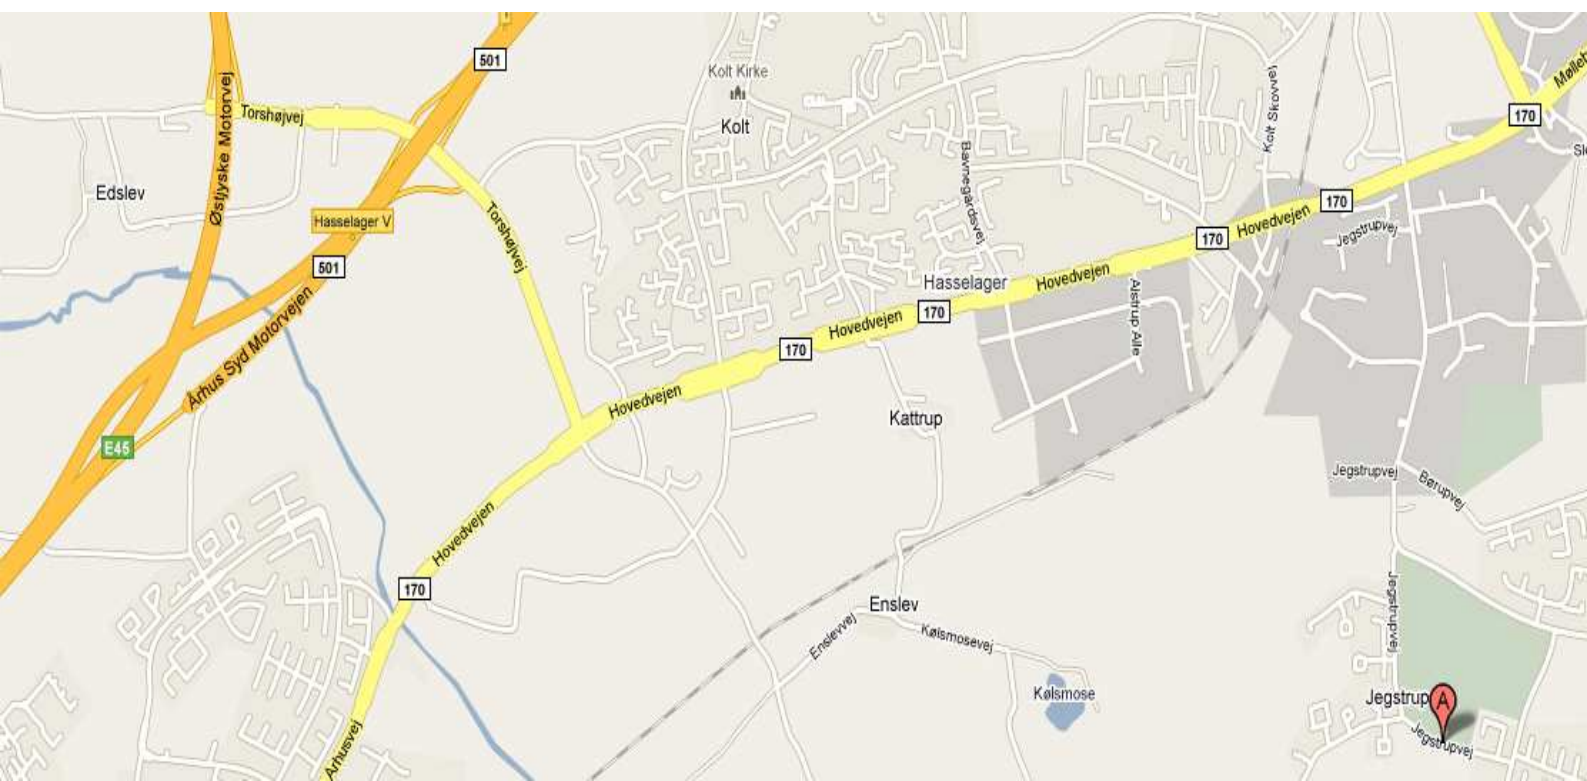 501
Kolt Kirke
Kolt
Torshøjvej
Østjyske Motorvej
Edslev
Hasselager V
501
Torshøjvej
Århus Syd Motorvejen
E45
Bavnegårdsvej
Kolt Skovvej
170
170
Hovedvejen
Jegstrupvej
170
Hasselager
Hovedvejen
Alstrup Alle
170
Hovedvejen
170
Hovedvejen
Kattrup
Jegstrupvej
Børupvej
Hovedvejen
170
Enslev
Enslevvej
Kølsmosevej
Kølsmose
Jegstrupvej
Jegstrup
A
Jegstrupvej
Århusvej